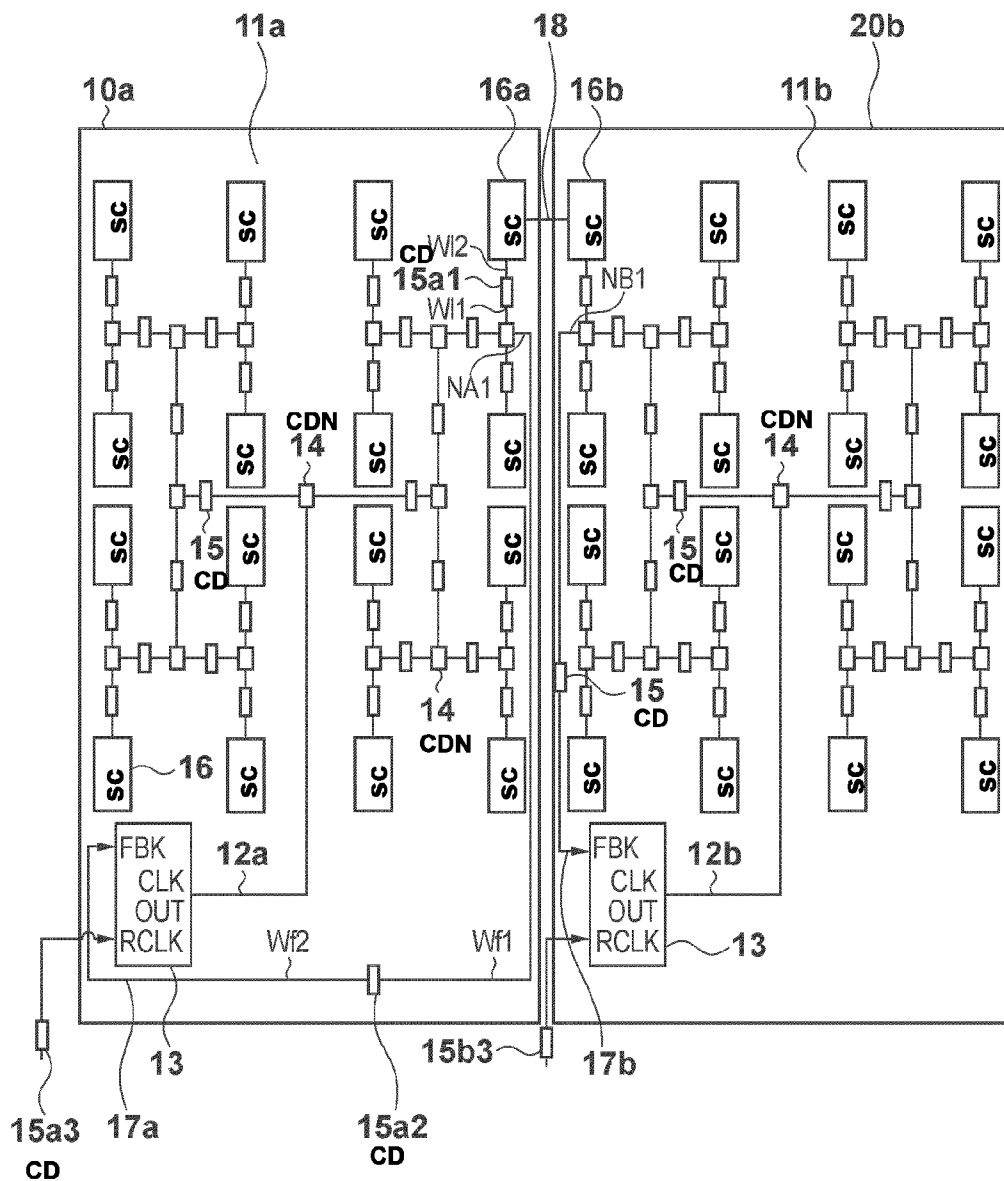 11a 18 20b
10a 16a 16b 11b
sc sc sc sc sc sc sc sc
CD WI2
15a1 NB1
WI1
NA1
CDN CDN
14 14
sc sc sc sc sc sc sc sc
sc sc sc sc sc sc sc sc
15 15
CD CD
14 15
CDN CD
sc 16 sc sc sc sc sc sc sc
FBK 12a FBK 12b
CLK CLK
OUT OUT
RCLK Wf2 Wf1 RCLK 13
15a3 13 15b3 17b
CD 17a 15a2
CD